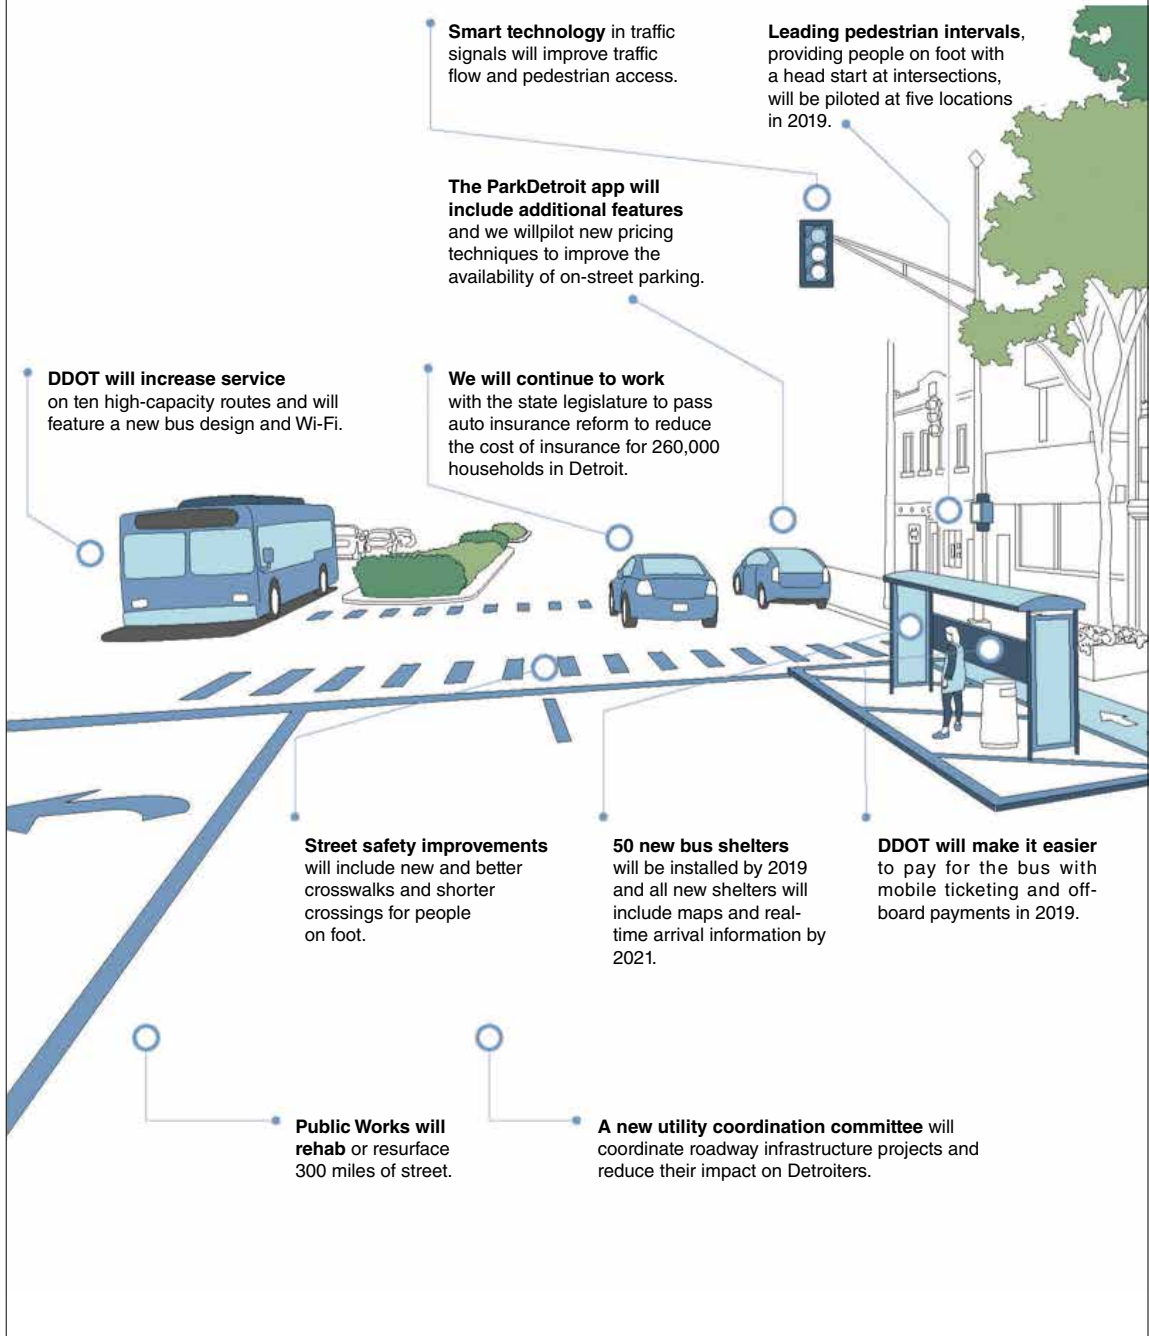 Smart technology in traffic
signals will improve traffic
flow and pedestrian access.
Leading pedestrian intervals,
providing people on foot with
a head start at intersections,
will be piloted at five locations
in 2019.
The ParkDetroit app will
include additional features
and we willpilot new pricing
techniques to improve the
availability of on-street parking.
DDOT will increase service
on ten high-capacity routes and will
feature a new bus design and Wi-Fi.
We will continue to work
with the state legislature to pass
auto insurance reform to reduce
the cost of insurance for 260,000
households in Detroit.
Street safety improvements
will include new and better
crosswalks and shorter
crossings for people
on foot.
50 new bus shelters
will be installed by 2019
and all new shelters will
include maps and real-
time arrival information by
2021.
DDOT will make it easier
to pay for the bus with
mobile ticketing and off-
board payments in 2019.
Public Works will
rehab or resurface
300 miles of street.
A new utility coordination committee will
coordinate roadway infrastructure projects and
reduce their impact on Detroiters.